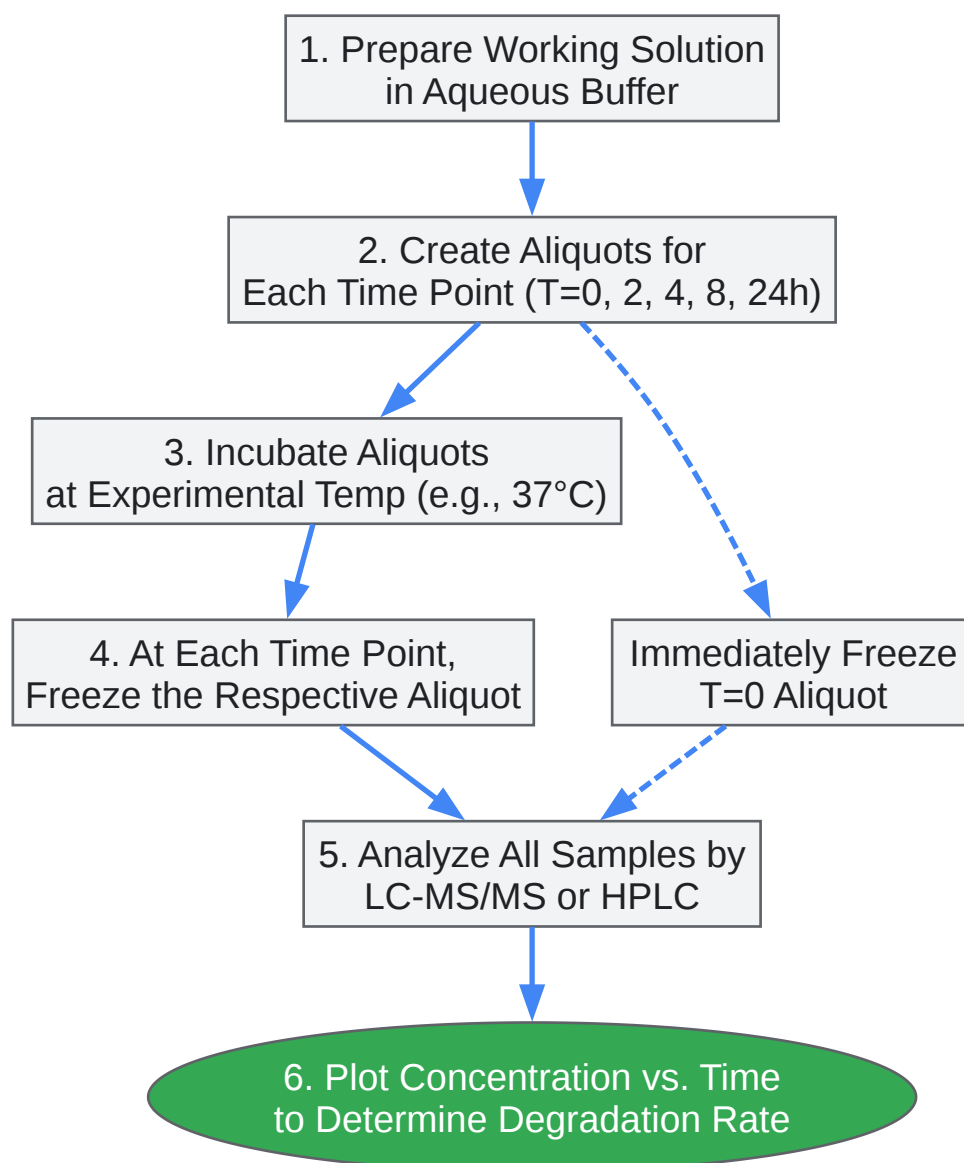 1. Prepare Working Solution
in Aqueous Buffer
2. Create Aliquots for
Each Time Point (T=0, 2, 4, 8, 24h)
3. Incubate Aliquots
at Experimental Temp (e.g., 37°C)
4. At Each Time Point,
Freeze the Respective Aliquot
Immediately Freeze
T=0 Aliquot
5. Analyze All Samples by
LC-MS/MS or HPLC
6. Plot Concentration vs. Time
to Determine Degradation Rate